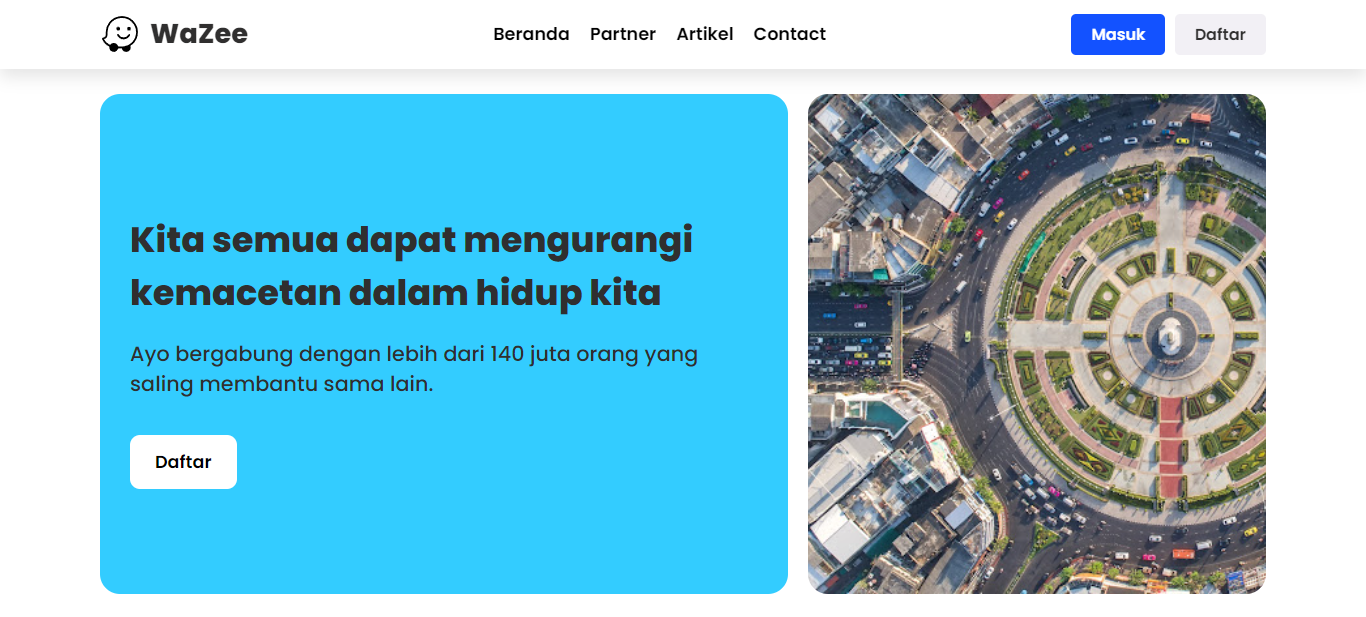 WaZee
Beranda Partner Artikel Contact
Masuk Daftar
Kita semua dapat mengurangi
kemacetan dalam hidup kita
Ayo bergabung dengan lebih dari 140 juta orang yang
saling membantu sama lain.
Daftar